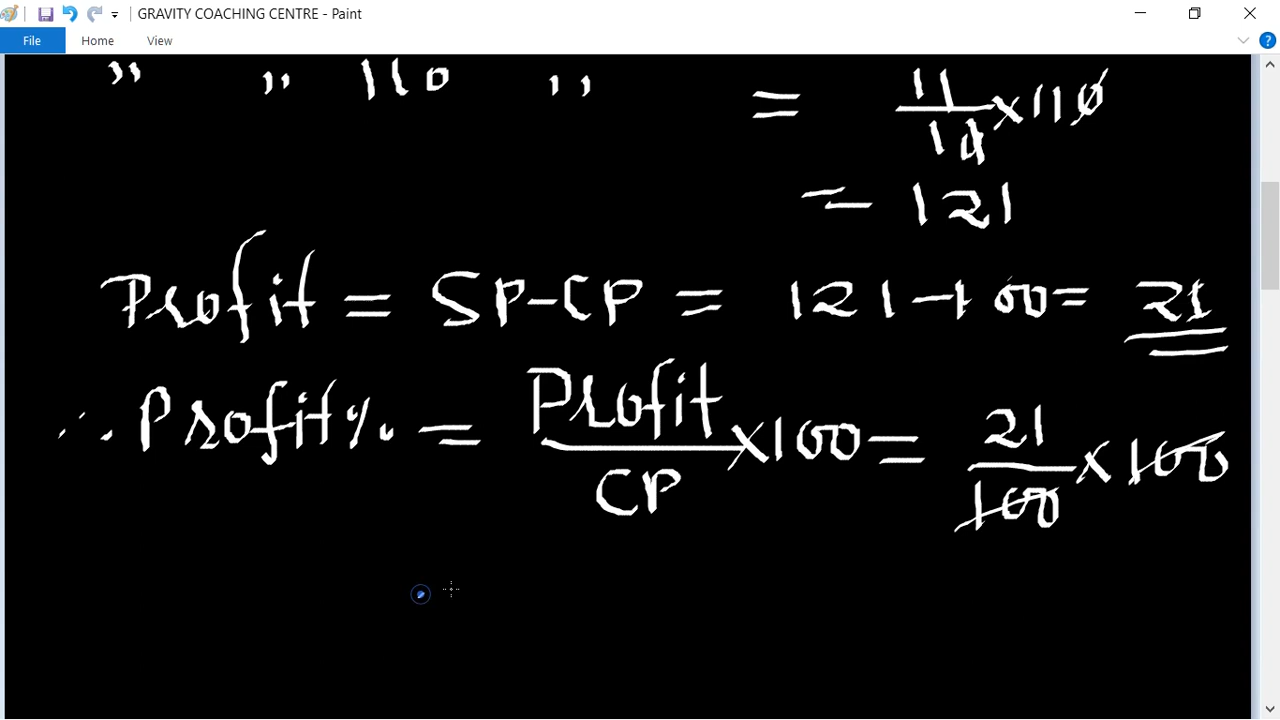 GRAVITY COACHING CENTRE - Paint
File Home View
" " 110 " = 11/10 × 110
= 121
Profit = SP-CP = 121-100 = 21
∴ Profit% = Profit/CP × 100 = 21/100 × 100